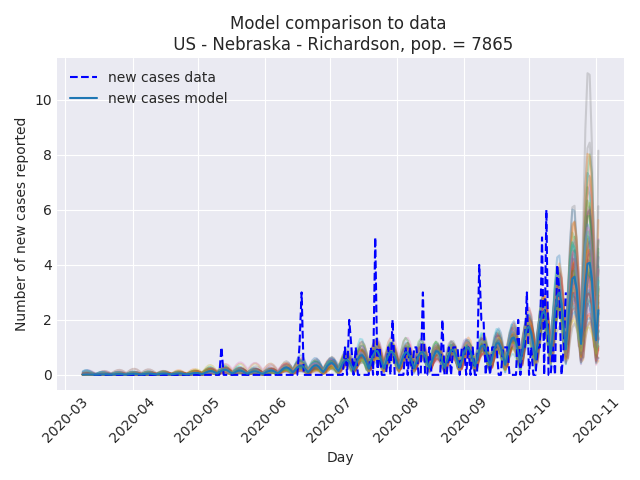 Model comparison to data
US - Nebraska - Richardson, pop. = 7865
new cases data
new cases model
Number of new cases reported
10
8
6
4
2
0
2020-03
2020-04
2020-05
2020-06
2020-07
2020-08
2020-09
2020-10
2020-11
Day